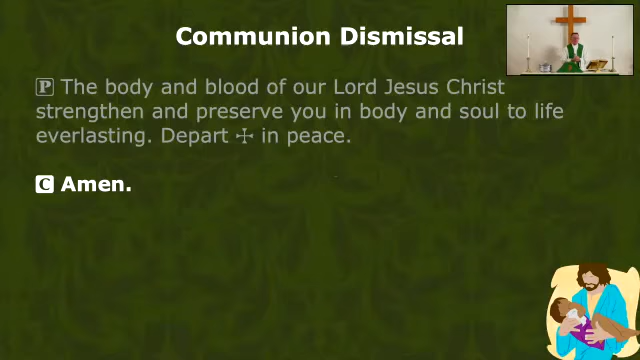 Communion Dismissal
P The body and blood of our Lord Jesus Christ
strengthen and preserve you in body and soul to life
everlasting. Depart ☩ in peace.
C Amen.